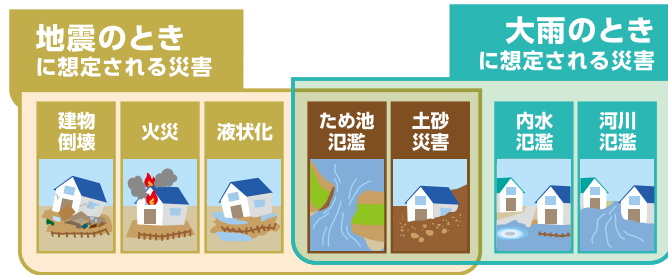 地震のとき
に想定される災害
大雨のとき
に想定される災害
建物
倒壊
火災
液状化
ため池
氾濫
土砂
災害
内水
氾濫
河川
氾濫